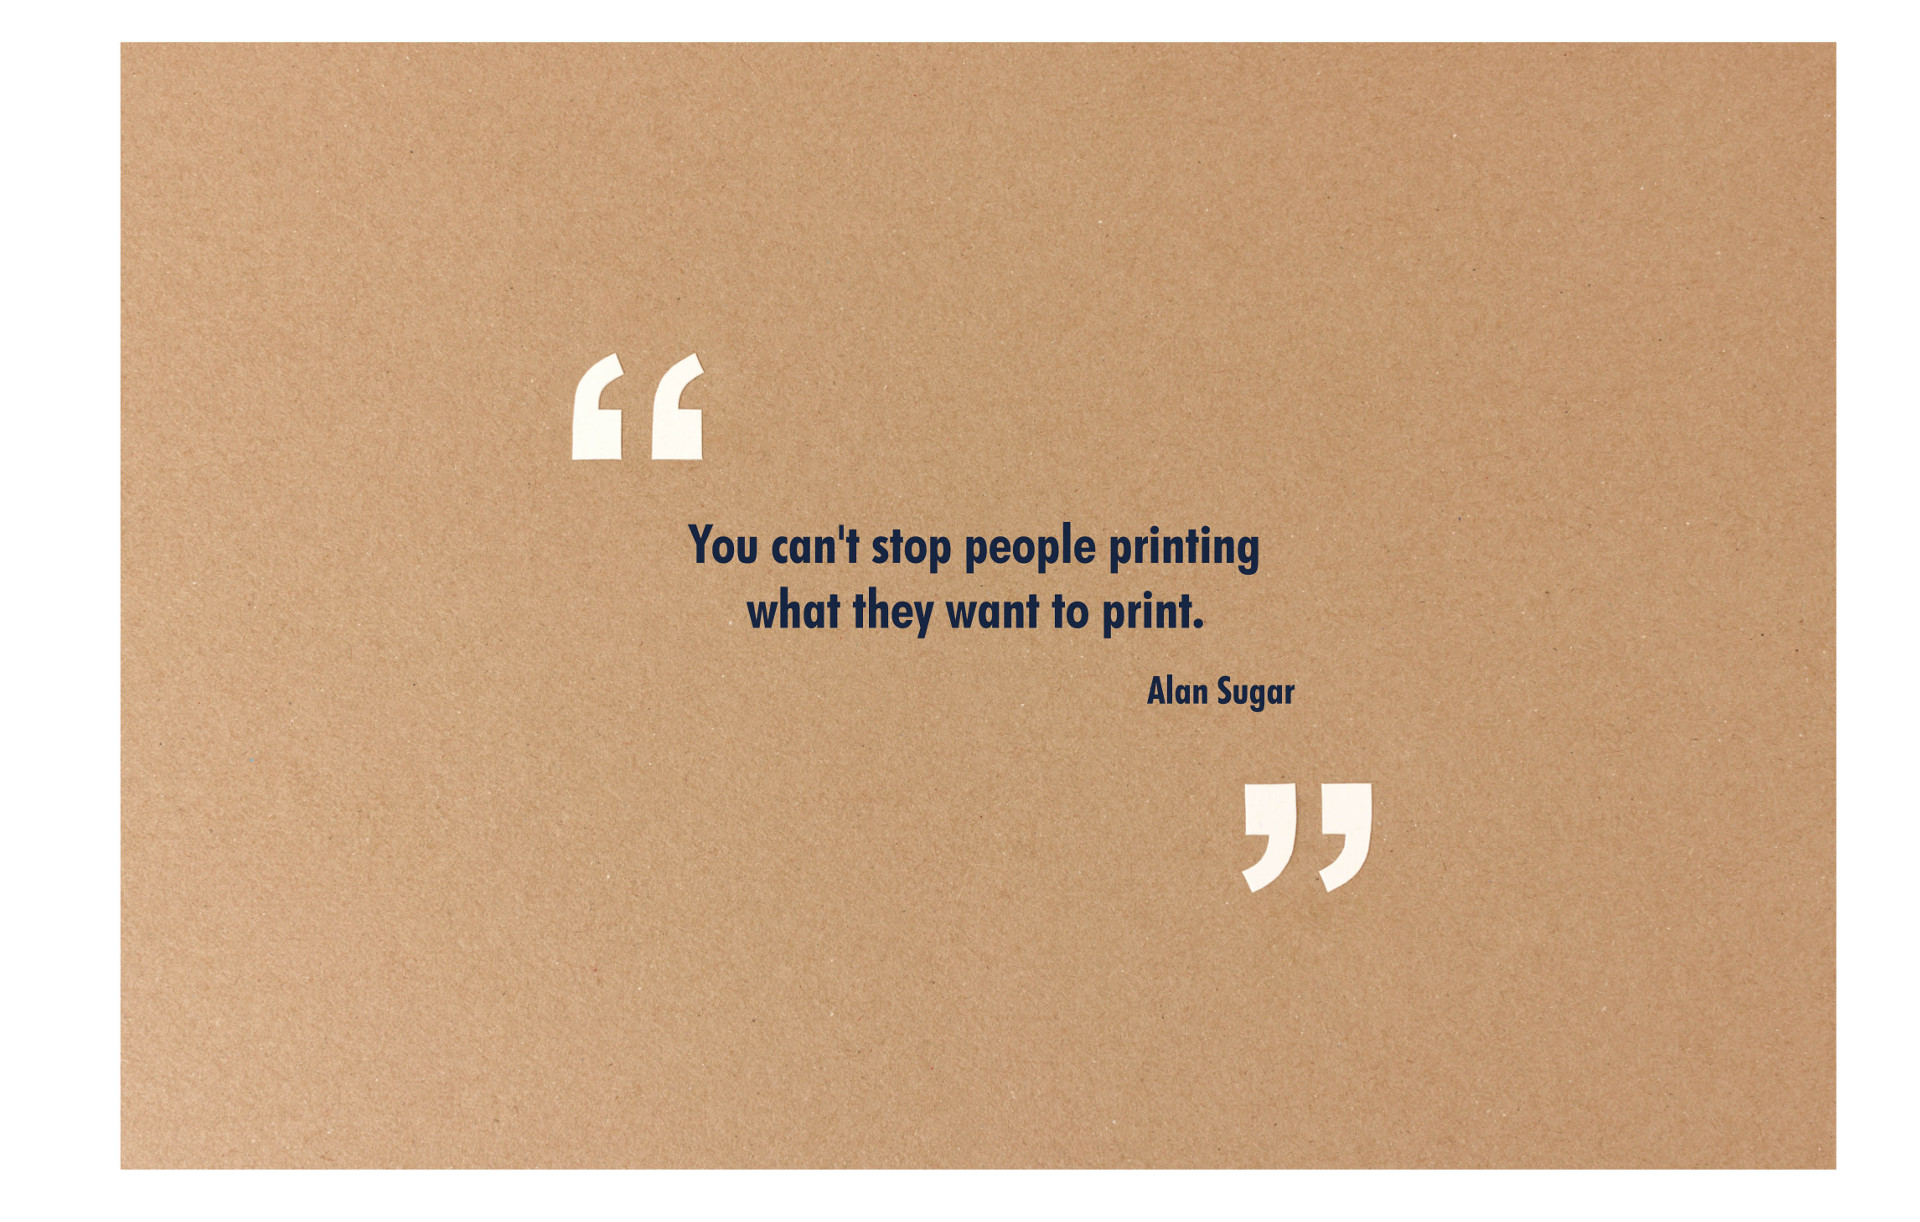 “
You can't stop people printing
what they want to print.
Alan Sugar
”